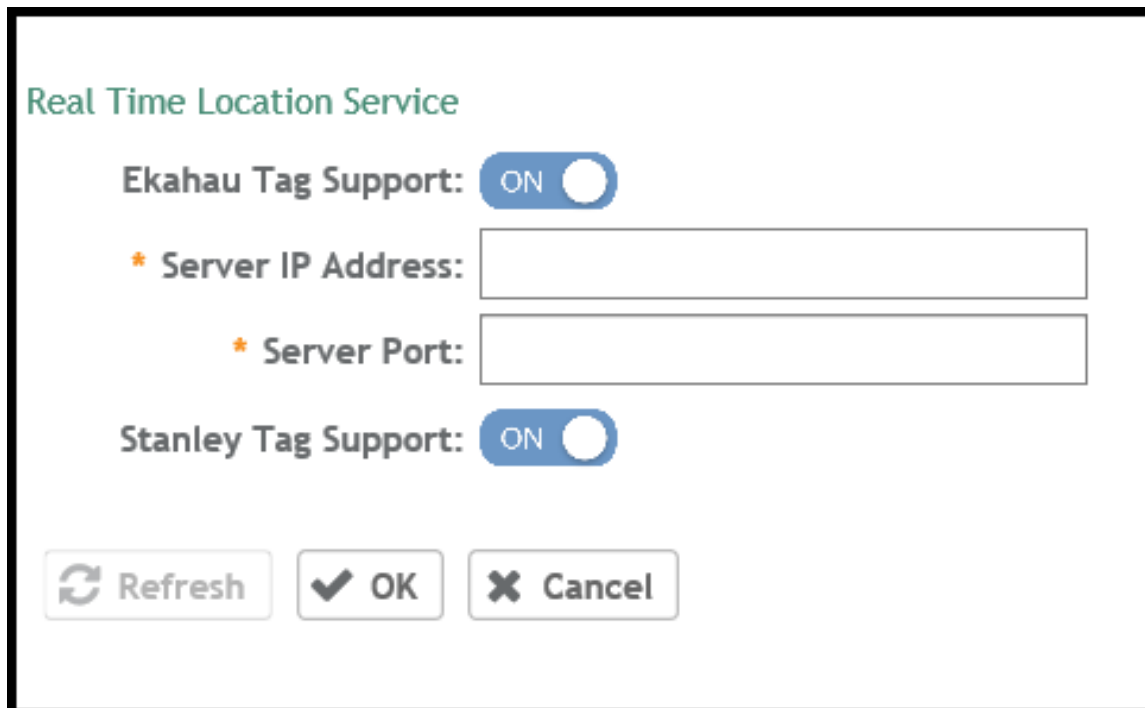 Real Time Location Service
Ekahau Tag Support: ON
* Server IP Address:
* Server Port:
Stanley Tag Support: ON
Refresh OK Cancel